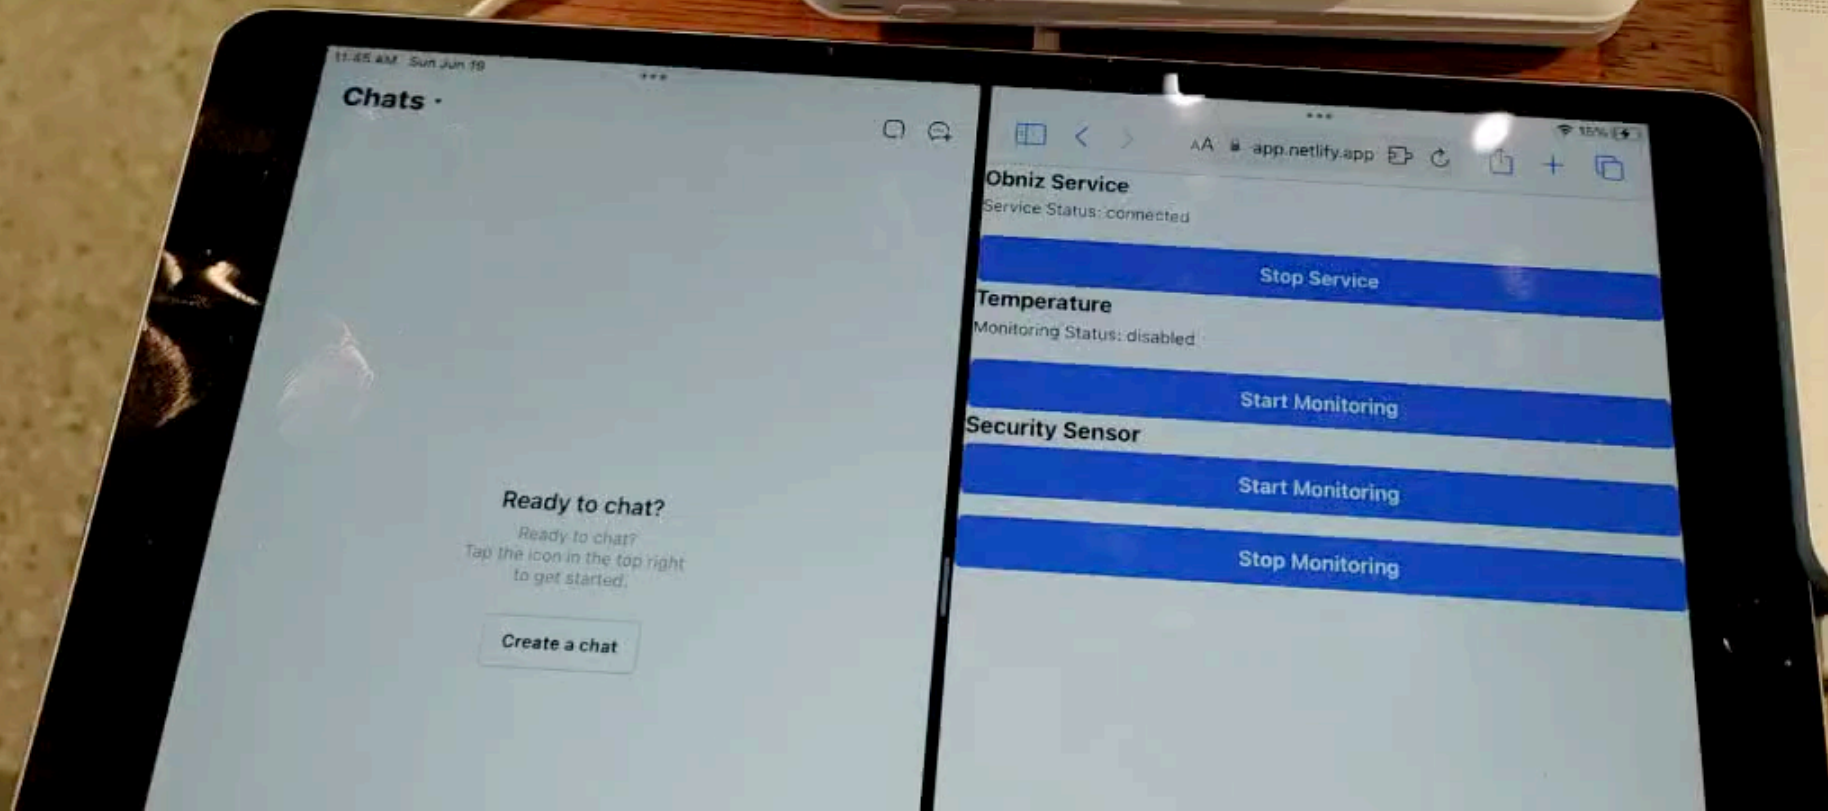 11:45 AM Sun Jun 19
Chats
Ready to chat?
Ready to chat?
Tap the icon in the top right
to get started.
Create a chat
15%
AA app.netlify.app
Obniz Service
Service Status: connected
Stop Service
Temperature
Monitoring Status: disabled
Start Monitoring
Security Sensor
Start Monitoring
Stop Monitoring